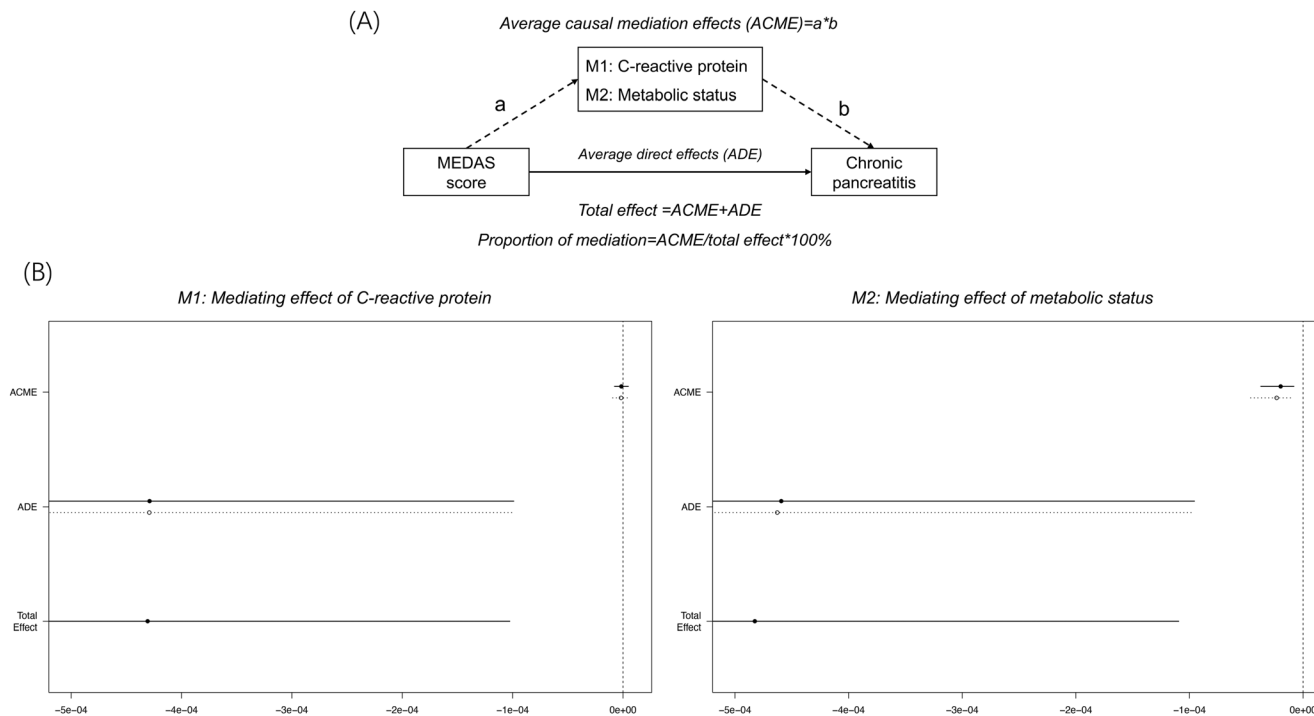 (A)
Average causal mediation effects (ACME)=a*b
M1: C-reactive protein
M2: Metabolic status
a
b
MEDAS
score
Average direct effects (ADE)
Chronic
pancreatitis
Total effect =ACME+ADE
Proportion of mediation=ACME/total effect*100%
(B)
M1: Mediating effect of C-reactive protein
ACME
ADE
Total
Effect
−5e−04 −4e−04 −3e−04 −2e−04 −1e−04 0e+00
M2: Mediating effect of metabolic status
ACME
ADE
Total
Effect
−5e−04 −4e−04 −3e−04 −2e−04 −1e−04 0e+00